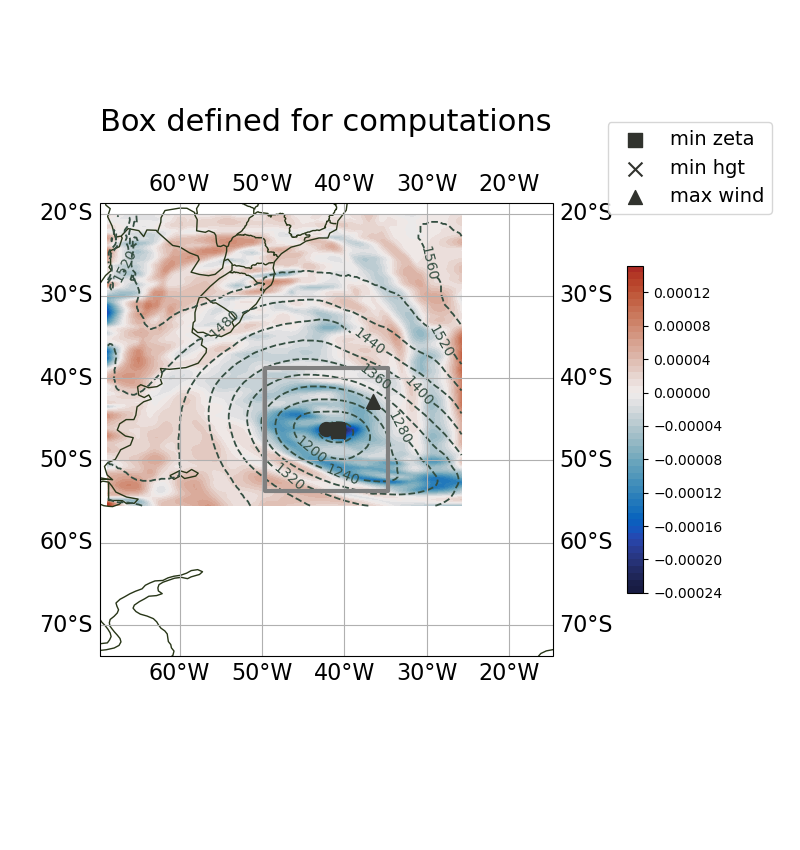 Box defined for computations
min zeta
min hgt
max wind
60°W 50°W 40°W 30°W 20°W
20°S 20°S
30°S 30°S
40°S 40°S
50°S 50°S
60°S 60°S
70°S 70°S
60°W 50°W 40°W 30°W 20°W
1520
1560
1480
1440
1520
1360
1400
1280
1200
1240
1320
0.00012
0.00008
0.00004
0.00000
−0.00004
−0.00008
−0.00012
−0.00016
−0.00020
−0.00024